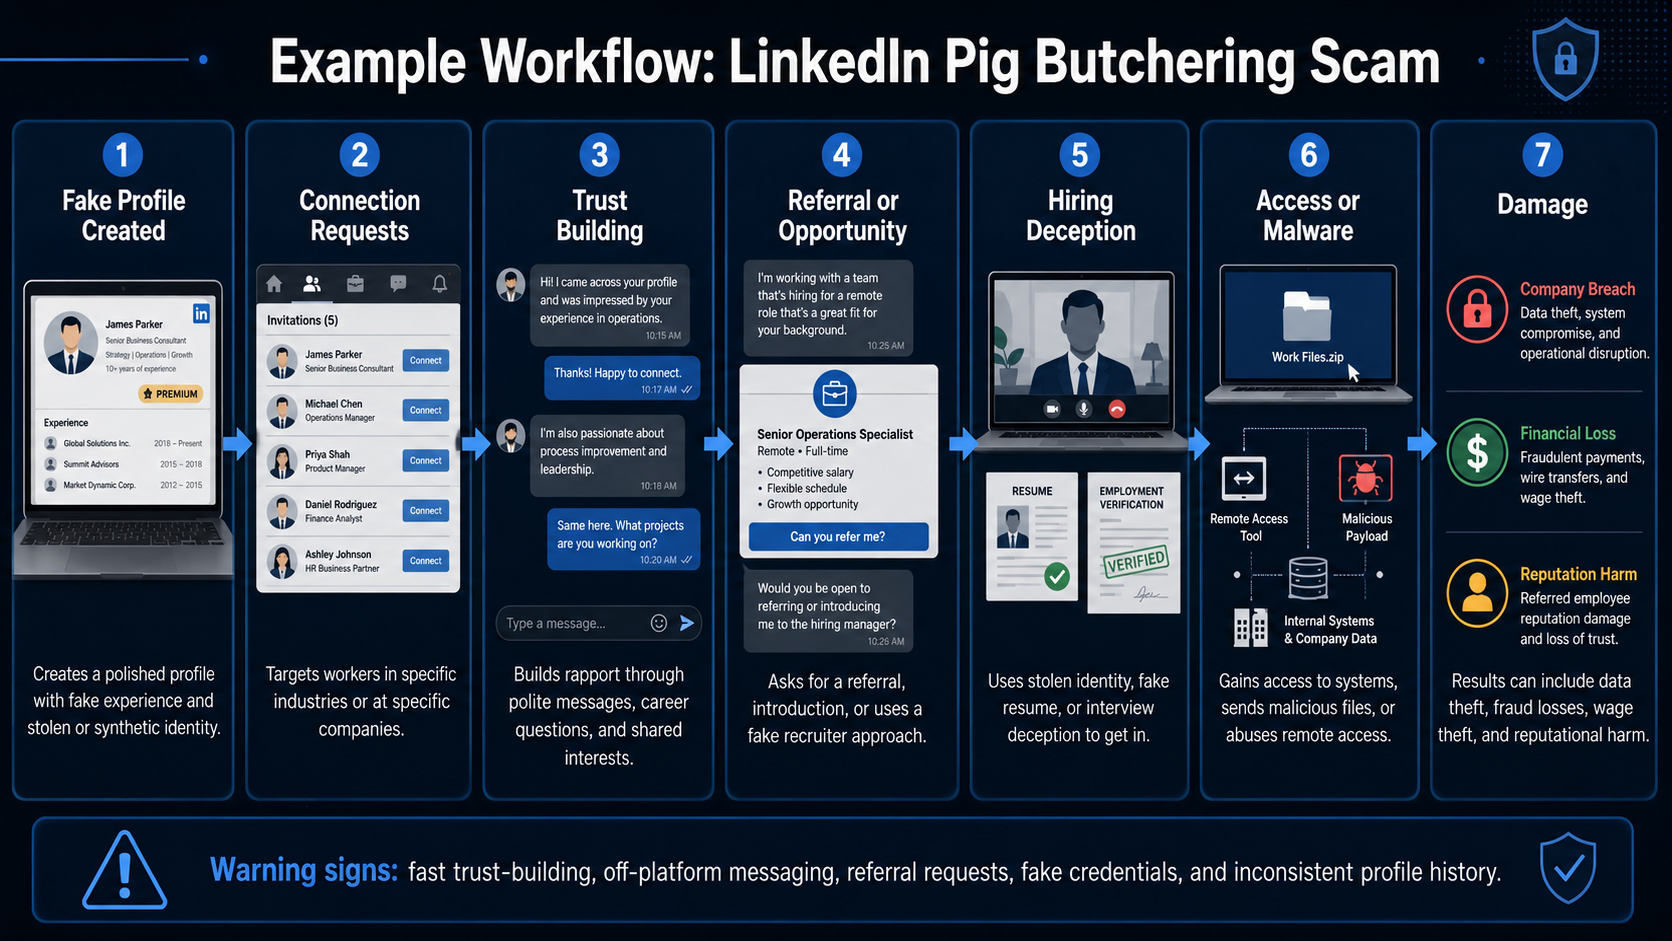 Example Workflow: LinkedIn Pig Butchering Scam
1
Fake Profile
Created
in
James Parker
Senior Business Consultant
Strategy | Operations | Growth
10+ years of experience
PREMIUM
Experience
Global Solutions Inc. 2018 – Present
Summit Advisors 2015 – 2018
Market Dynamic Corp. 2012 – 2015
Creates a polished profile
with fake experience and
stolen or synthetic identity.
2
Connection
Requests
Invitations (5)
James Parker
Senior Business Consultant
Connect
Michael Chen
Operations Manager
Connect
Priya Shah
Product Manager
Connect
Daniel Rodriguez
Finance Analyst
Connect
Ashley Johnson
HR Business Partner
Connect
Targets workers in specific
industries or at specific
companies.
3
Trust
Building
Hi! I came across your profile
and was impressed by your
experience in operations.
10:15 AM
Thanks! Happy to connect.
10:17 AM
I'm also passionate about
process improvement and
leadership.
10:18 AM
Same here. What projects
are you working on?
10:20 AM
Type a message...
Builds rapport through
polite messages, career
questions, and shared
interests.
4
Referral or
Opportunity
I'm working with a team
that's hiring for a remote
role that's a great fit for
your background.
10:25 AM
Senior Operations Specialist
Remote • Full-time
• Competitive salary
• Flexible schedule
• Growth opportunity
Can you refer me?
Would you be open to
referring or introducing
me to the hiring manager?
10:26 AM
Asks for a referral,
introduction, or uses a
fake recruiter approach.
5
Hiring
Deception
RESUME
EMPLOYMENT
VERIFICATION
VERIFIED
Uses stolen identity, fake
resume, or interview
deception to get in.
6
Access or
Malware
Work Files.zip
Remote Access
Tool
Malicious
Payload
Internal Systems
& Company Data
Gains access to systems,
sends malicious files, or
abuses remote access.
7
Damage
Company Breach
Data theft, system
compromise, and
operational disruption.
$
Financial Loss
Fraudulent payments,
wire transfers, and
wage theft.
Reputation Harm
Referred employee
reputation damage
and loss of trust.
Results can include data
theft, fraud losses, wage
theft, and reputational harm.
Warning signs: fast trust-building, off-platform messaging, referral requests, fake credentials, and inconsistent profile history.